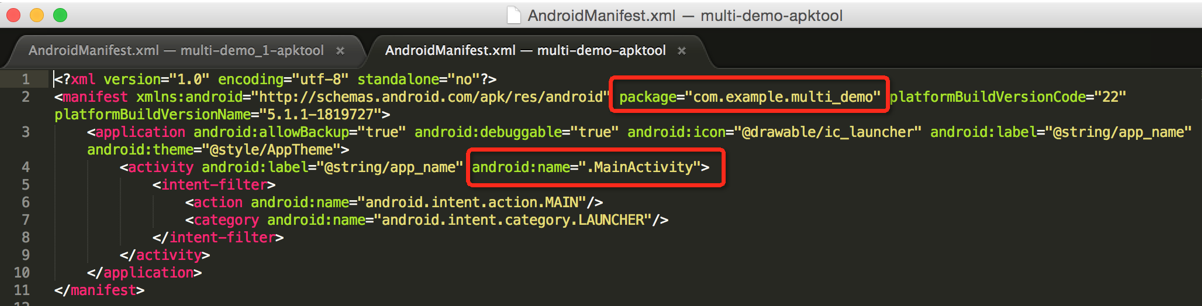 AndroidManifest.xml — multi-demo-apktool
AndroidManifest.xml — multi-demo_1-apktool × AndroidManifest.xml — multi-demo-apktool ×
1 <?xml version="1.0" encoding="utf-8" standalone="no"?>
2 <manifest xmlns:android="http://schemas.android.com/apk/res/android" package="com.example.multi_demo" platformBuildVersionCode="22"
platformBuildVersionName="5.1.1-1819727">
3 <application android:allowBackup="true" android:debuggable="true" android:icon="@drawable/ic_launcher" android:label="@string/app_name"
android:theme="@style/AppTheme">
4 <activity android:label="@string/app_name" android:name=".MainActivity">
5 <intent-filter>
6 <action android:name="android.intent.action.MAIN"/>
7 <category android:name="android.intent.category.LAUNCHER"/>
8 </intent-filter>
9 </activity>
10 </application>
11 </manifest>